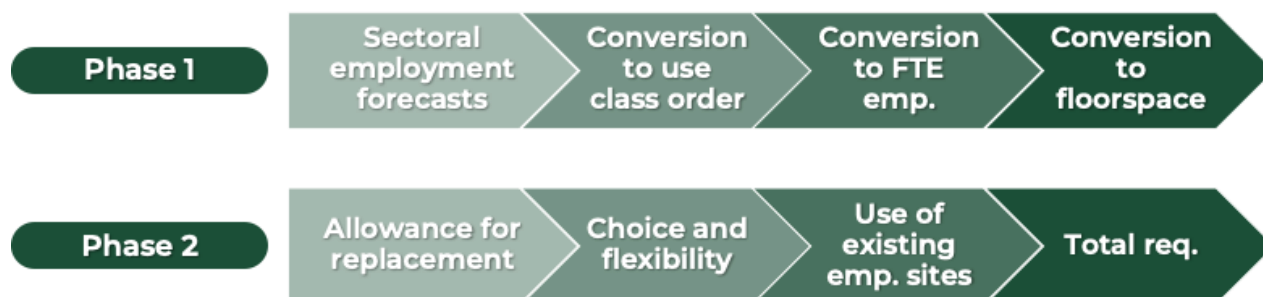 Phase 1
Sectoral
employment
forecasts
Conversion
to use
class order
Conversion
to FTE
emp.
Conversion
to
floorspace
Phase 2
Allowance for
replacement
Choice and
flexibility
Use of
existing
emp. sites
Total req.